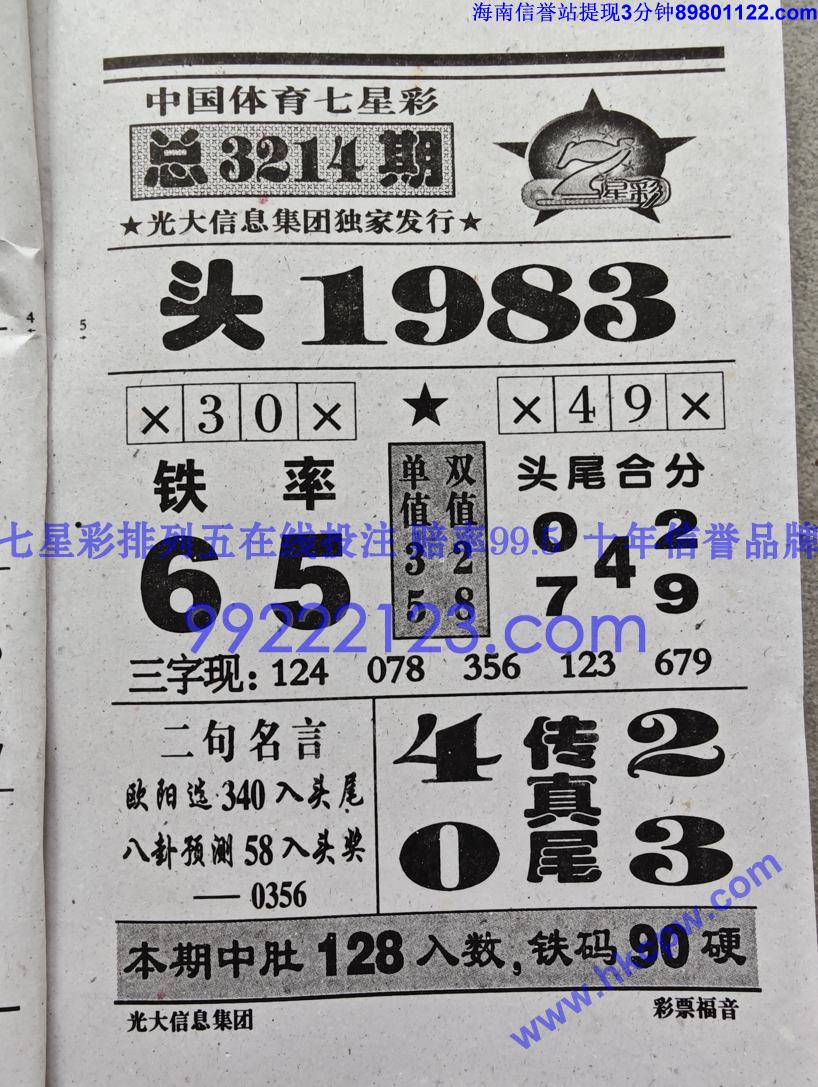 海南信誉站提现3分钟89801122.com
中国体育七星彩
总3214期
★光大信息集团独家发行★
7星彩
头1983
4
5
×30× ★ ×49×
铁率
65
单值35
双值28
头尾合分
0 2
4
7 9
七星彩排列五在线投注 赔率99.5 十年信誉品牌
99222123.com
三字现：124 078 356 123 679
二句名言
欧阳选340入头尾
八卦预测58入头奖
——0356
4 2
传真尾
0 3
本期中肚128入数，铁码90硬
光大信息集团 彩票福音